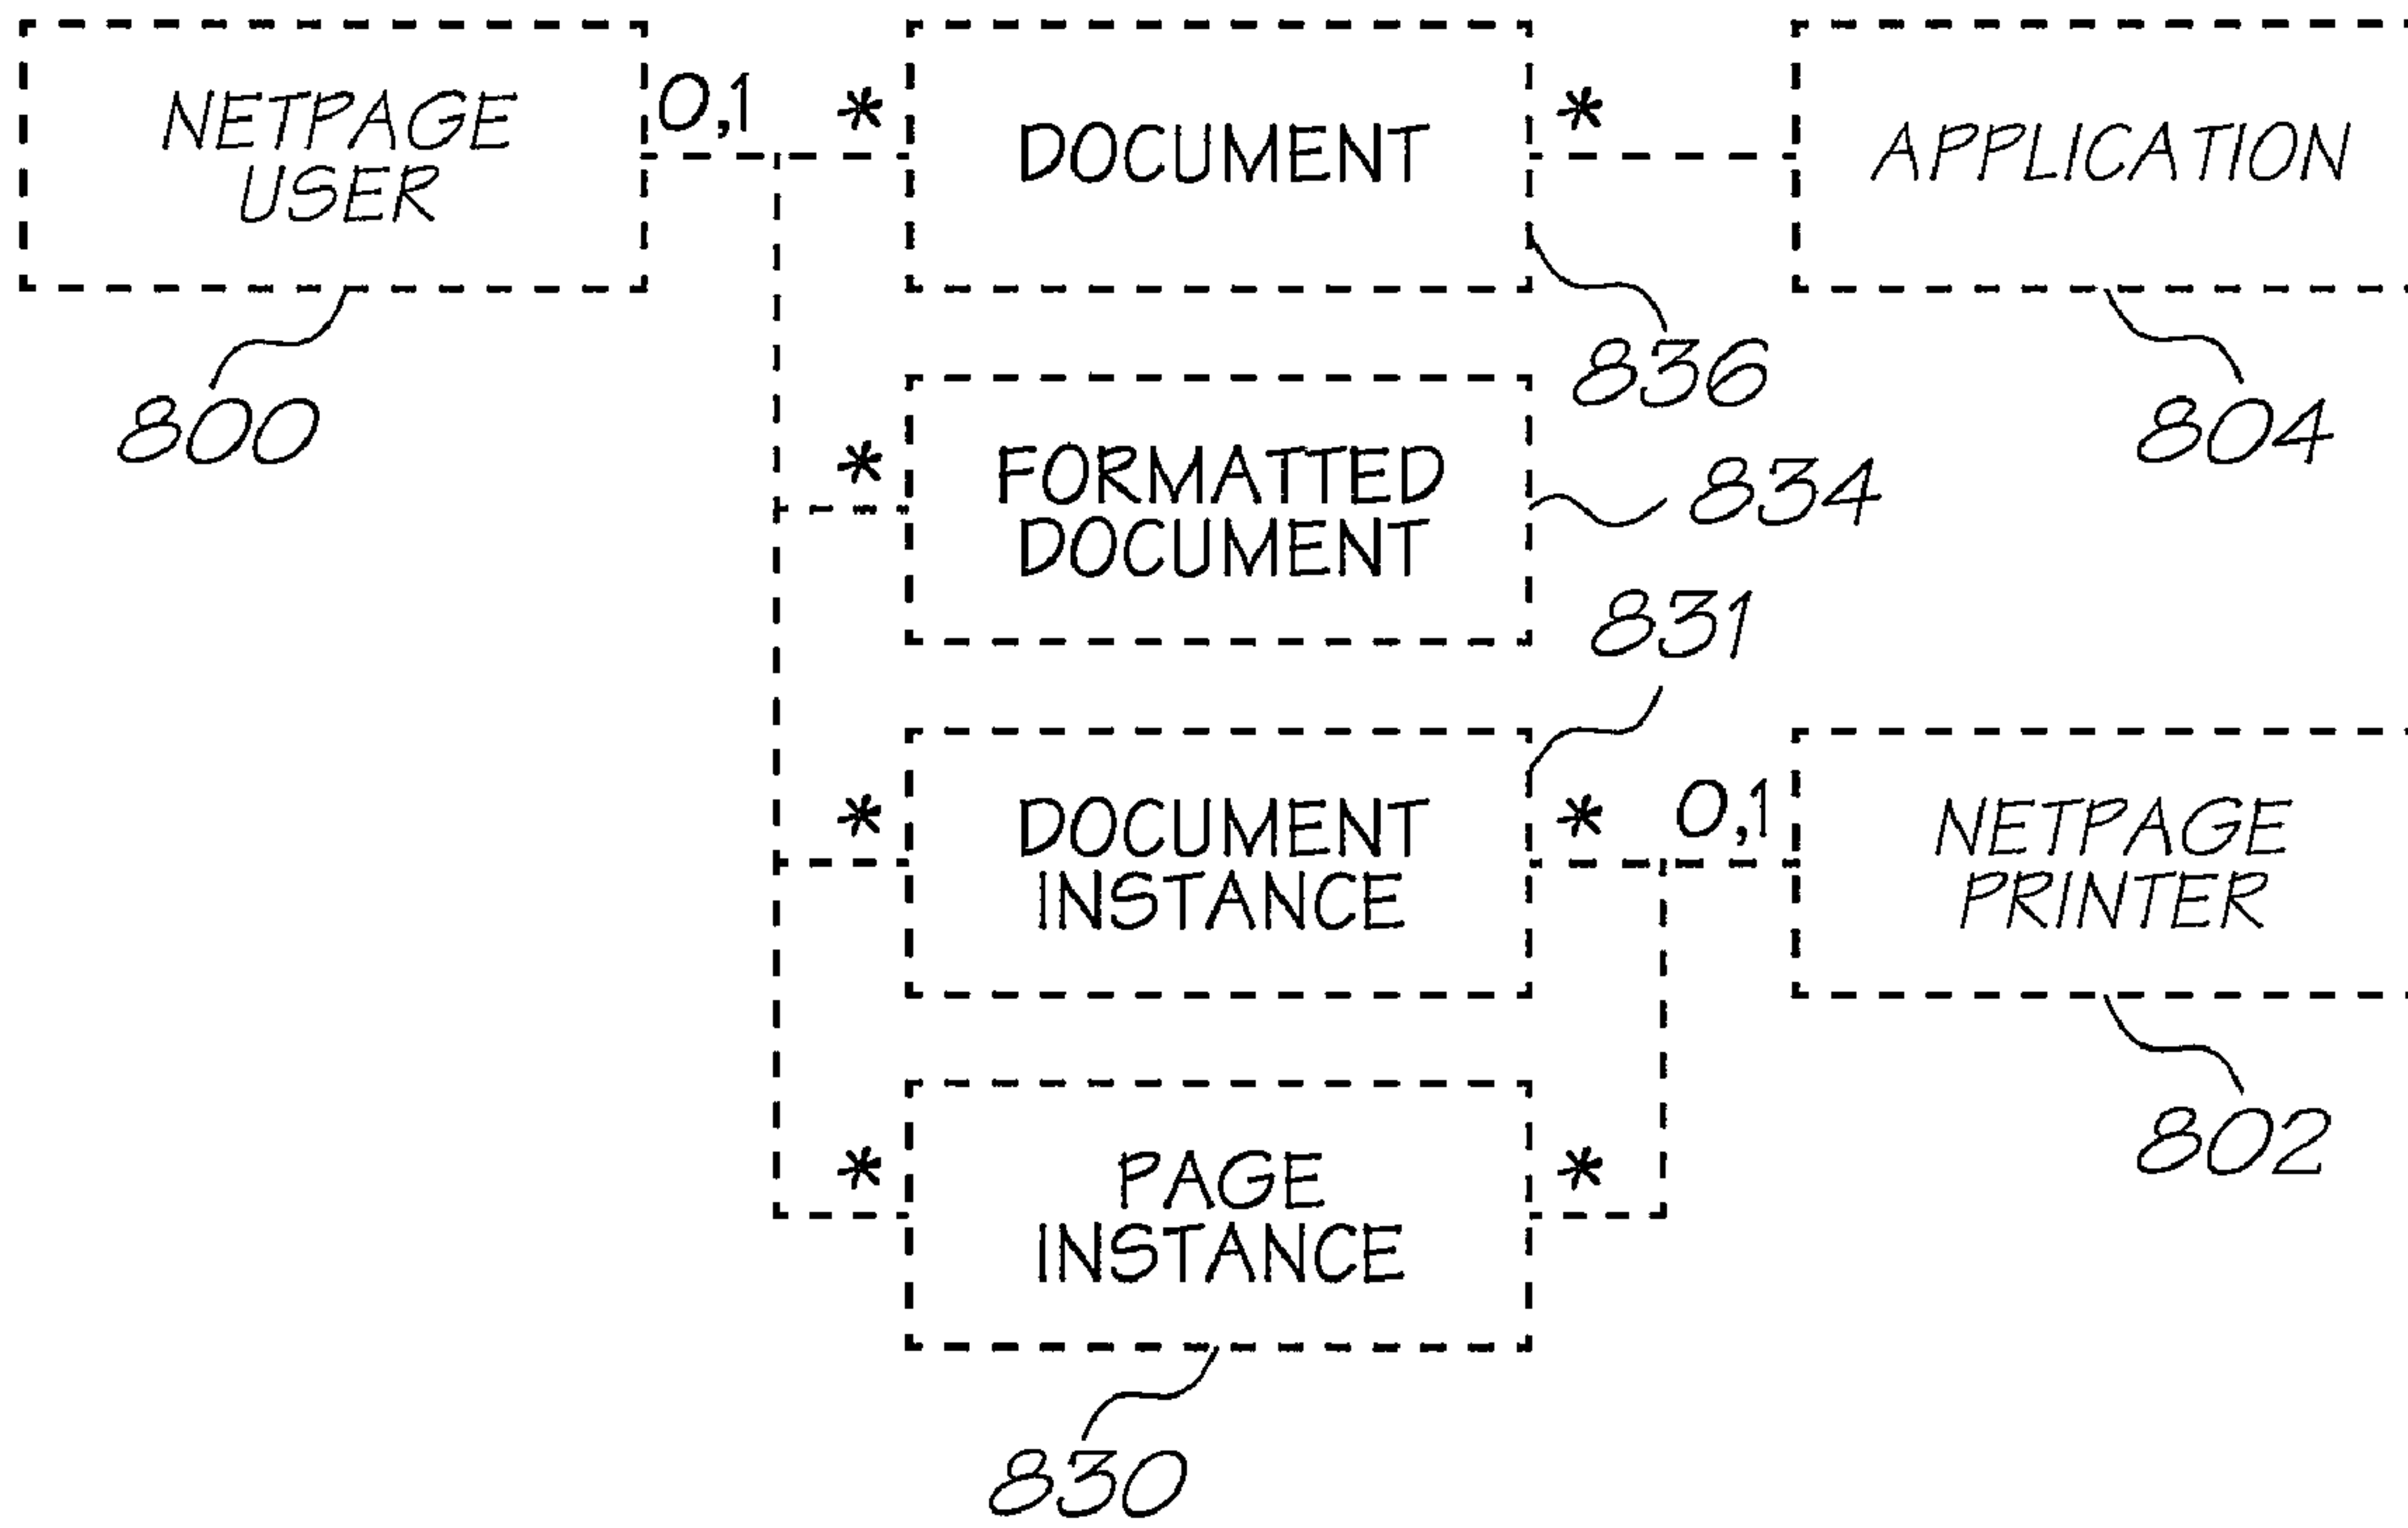 NETPAGE
USER
0,1
*
DOCUMENT
*
APPLICATION
800
836
804
*
FORMATTED
DOCUMENT
834
831
*
DOCUMENT
INSTANCE
*
0,1
NETPAGE
PRINTER
802
*
PAGE
INSTANCE
*
830